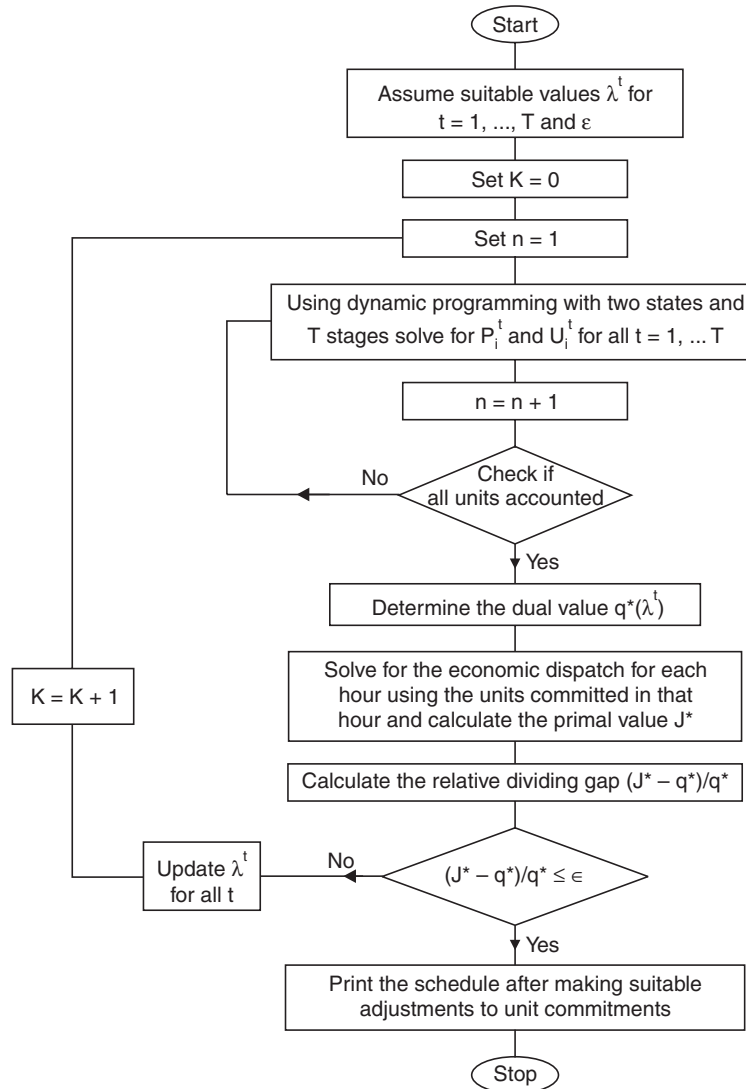 Start
Assume suitable values λ^t for
t = 1, ..., T and ε
Set K = 0
Set n = 1
Using dynamic programming with two states and
T stages solve for P_i^t and U_i^t for all t = 1, ... T
n = n + 1
Check if
all units accounted
No
Yes
Determine the dual value q*(λ^t)
Solve for the economic dispatch for each
hour using the units committed in that
hour and calculate the primal value J*
Calculate the relative dividing gap (J* – q*)/q*
(J* – q*)/q* ≤ ∈
No
Update λ^t
for all t
K = K + 1
Yes
Print the schedule after making suitable
adjustments to unit commitments
Stop